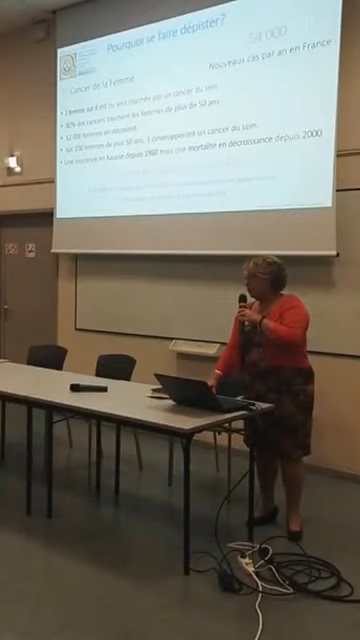 Pourquoi se faire dépister?
54 000
Nouveaux cas par an en France
Cancer de la Femme
• 1 femme sur 8 est ou sera touchée par un cancer du sein.
• 80% des cancers touchent les femmes de plus de 50 ans.
• 12 000 femmes en décèdent
• Sur 100 femmes de plus 50 ans, 3 développeront un cancer du sein.
• Une incidence en hausse depuis 1980 mais une mortalité en décroissance depuis 2000